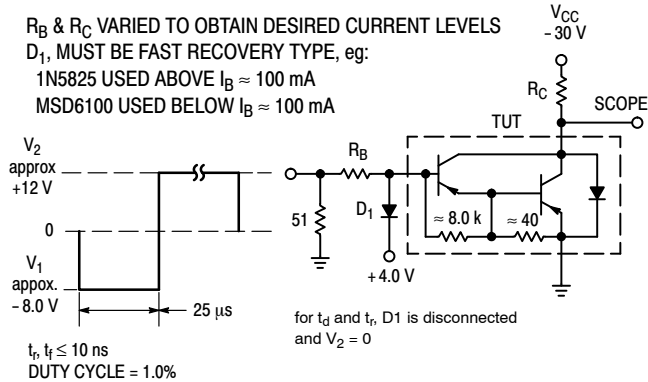 R_B & R_C VARIED TO OBTAIN DESIRED CURRENT LEVELS
D_1, MUST BE FAST RECOVERY TYPE, eg:
1N5825 USED ABOVE I_B ≈ 100 mA
MSD6100 USED BELOW I_B ≈ 100 mA
V_CC
- 30 V
R_C
SCOPE
TUT
R_B
V_2
approx
+12 V
0
V_1
appox.
- 8.0 V
25 μs
51
D_1
≈ 8.0 k
≈ 40
+ 4.0 V
for t_d and t_r, D1 is disconnected
and V_2 = 0
t_r, t_f ≤ 10 ns
DUTY CYCLE = 1.0%